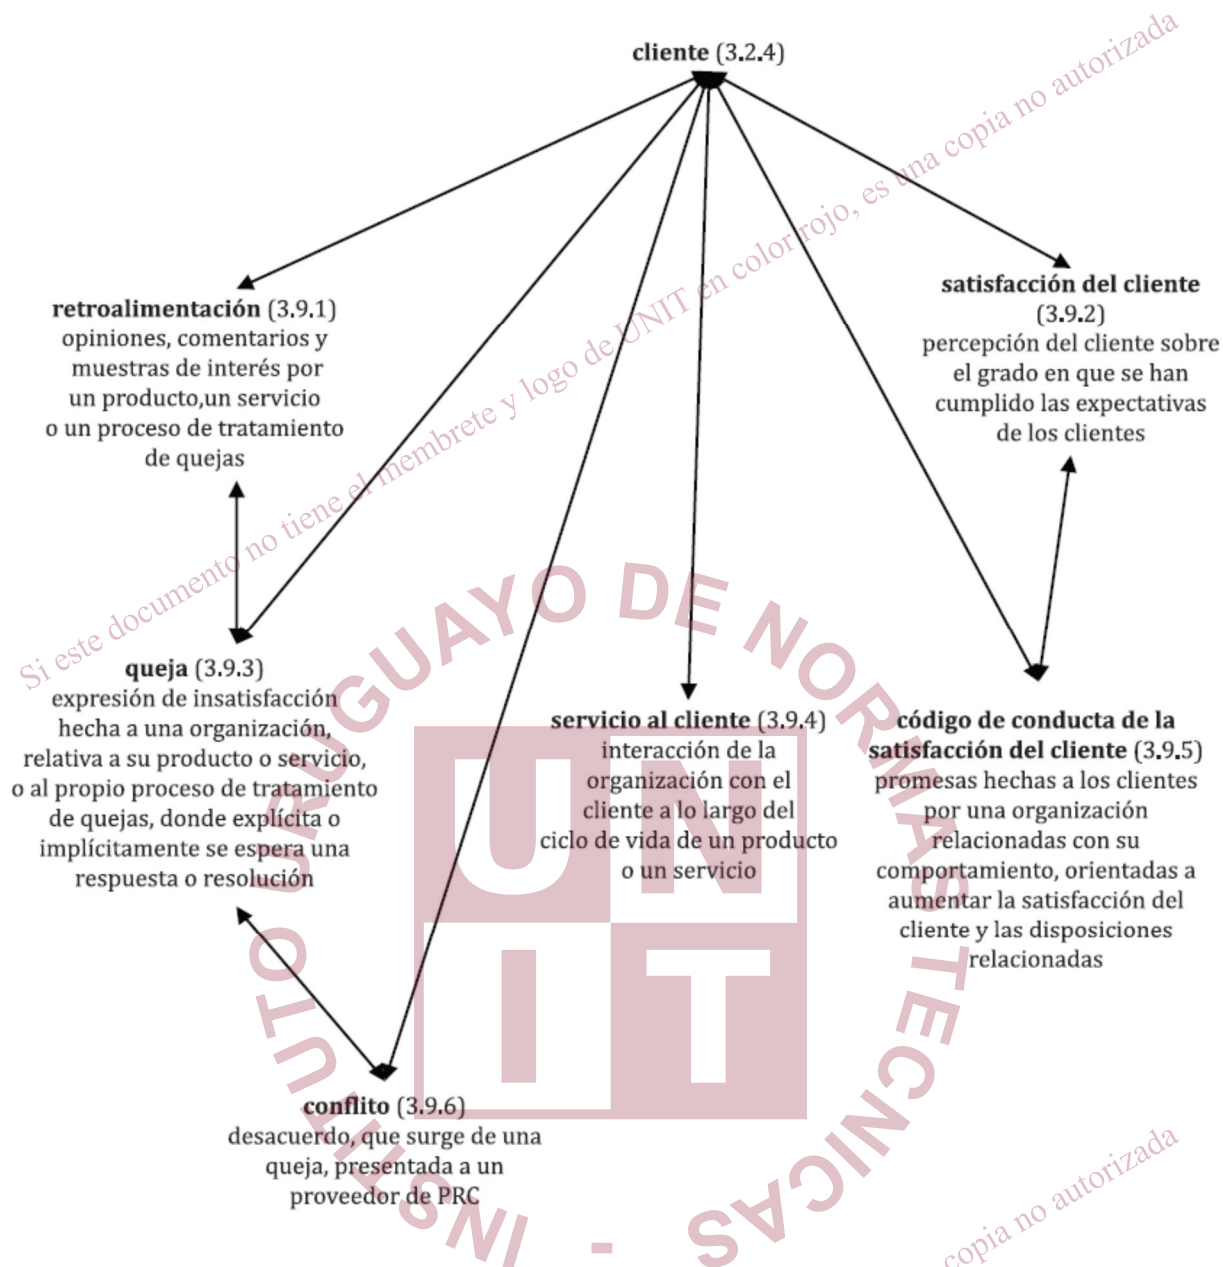 cliente (3.2.4)
retroalimentación (3.9.1)
opiniones, comentarios y
muestras de interés por
un producto,un servicio
o un proceso de tratamiento
de quejas
satisfacción del cliente
(3.9.2)
percepción del cliente sobre
el grado en que se han
cumplido las expectativas
de los clientes
queja (3.9.3)
expresión de insatisfacción
hecha a una organización,
relativa a su producto o servicio,
o al propio proceso de tratamiento
de quejas, donde explícita o
implícitamente se espera una
respuesta o resolución
servicio al cliente (3.9.4)
interacción de la
organización con el
cliente a lo largo del
ciclo de vida de un producto
o un servicio
código de conducta de la
satisfacción del cliente (3.9.5)
promesas hechas a los clientes
por una organización
relacionadas con su
comportamiento, orientadas a
aumentar la satisfacción del
cliente y las disposiciones
relacionadas
conflito (3.9.6)
desacuerdo, que surge de una
queja, presentada a un
proveedor de PRC
Si este documento no tiene el membrete y logo de UNIT en color rojo, es una copia no autorizada
INSTITUTO URUGUAYO DE NORMAS TECNICAS -
UN
IT
copia no autorizada